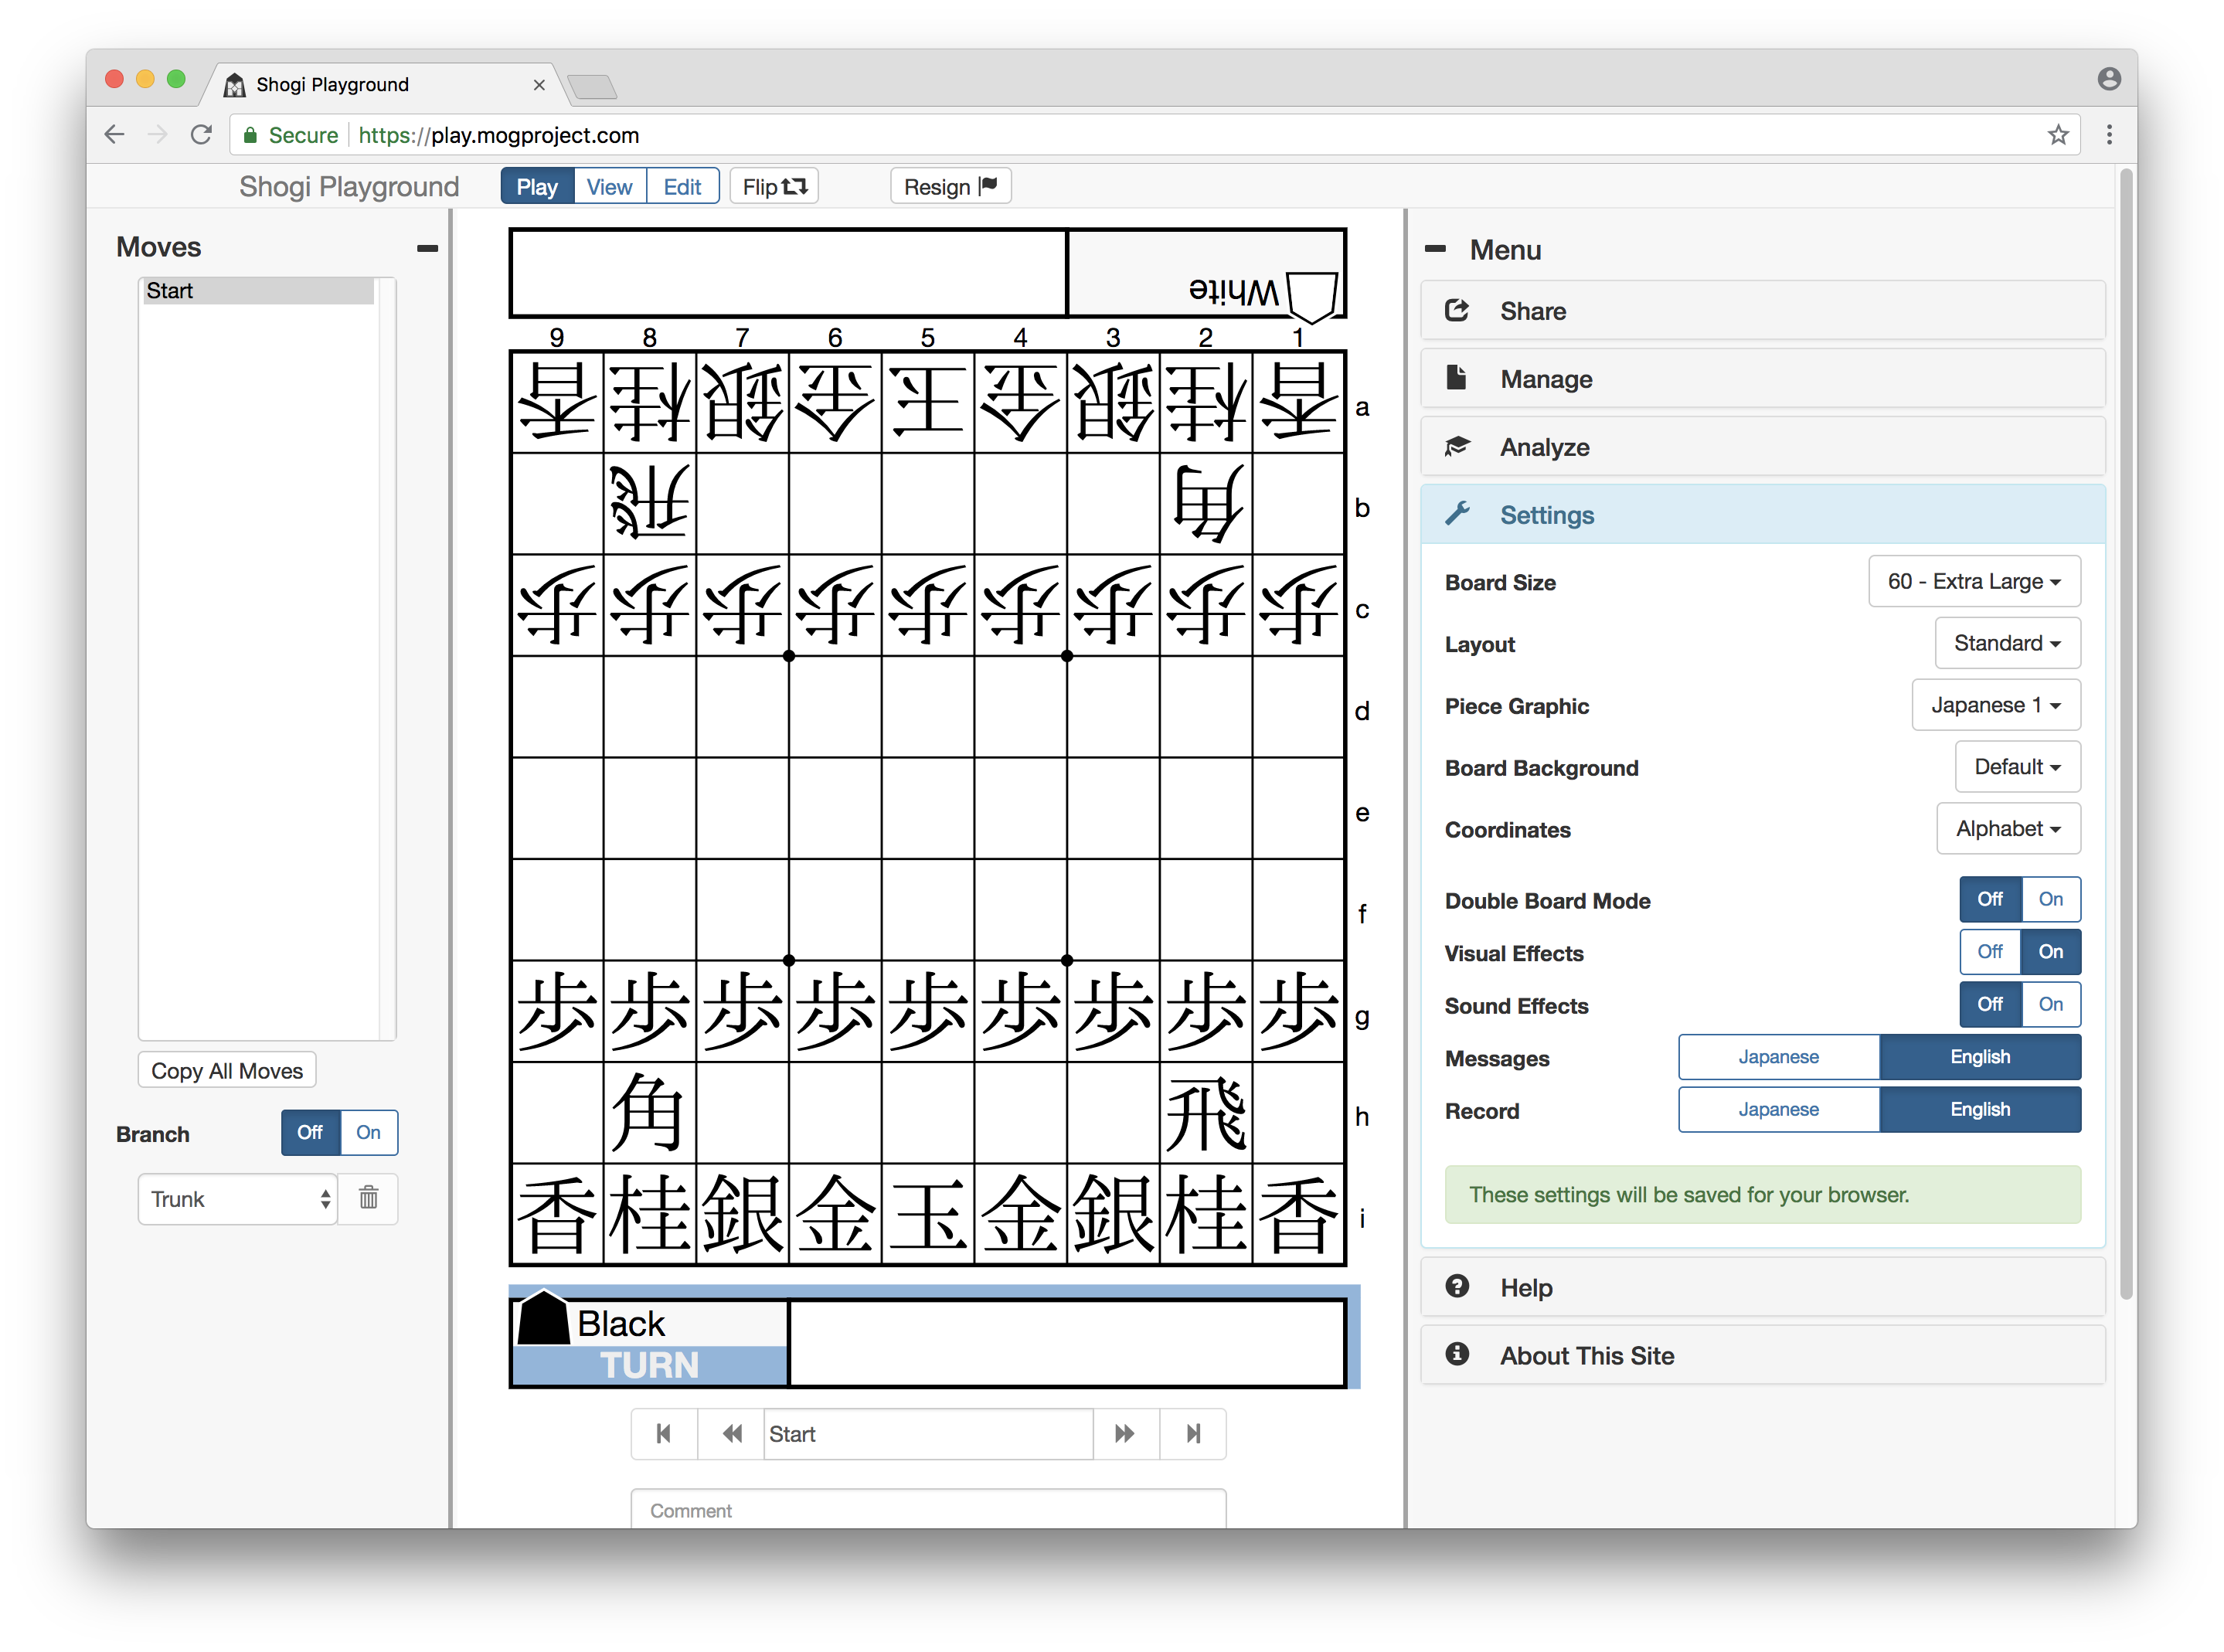 Shogi Playground
Secure https://play.mogproject.com
Shogi Playground Play View Edit Flip Resign
Moves
Start
Copy All Moves
Branch Off On
Trunk
White
9 8 7 6 5 4 3 2 1
香 桂 銀 金 玉 金 銀 桂 香 a
飛 角 b
歩 歩 歩 歩 歩 歩 歩 歩 歩 c
d
e
f
歩 歩 歩 歩 歩 歩 歩 歩 歩 g
角 飛 h
香 桂 銀 金 玉 金 銀 桂 香 i
Black
TURN
Start
Comment
Menu
Share
Manage
Analyze
Settings
Board Size 60 - Extra Large
Layout Standard
Piece Graphic Japanese 1
Board Background Default
Coordinates Alphabet
Double Board Mode Off On
Visual Effects Off On
Sound Effects Off On
Messages Japanese English
Record Japanese English
These settings will be saved for your browser.
Help
About This Site